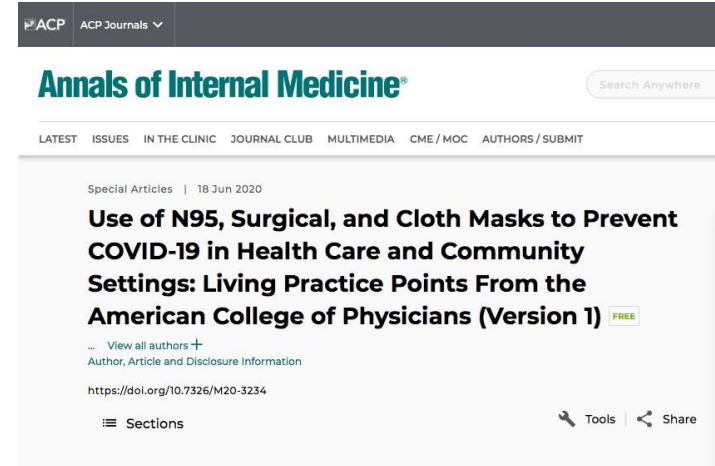 ACP ACP Journals
Annals of Internal Medicine®
Search Anywhere
LATEST ISSUES IN THE CLINIC JOURNAL CLUB MULTIMEDIA CME / MOC AUTHORS / SUBMIT
Special Articles | 18 Jun 2020
Use of N95, Surgical, and Cloth Masks to Prevent
COVID-19 in Health Care and Community
Settings: Living Practice Points From the
American College of Physicians (Version 1) FREE
... View all authors +
Author, Article and Disclosure Information
https://doi.org/10.7326/M20-3234
Sections Tools | Share